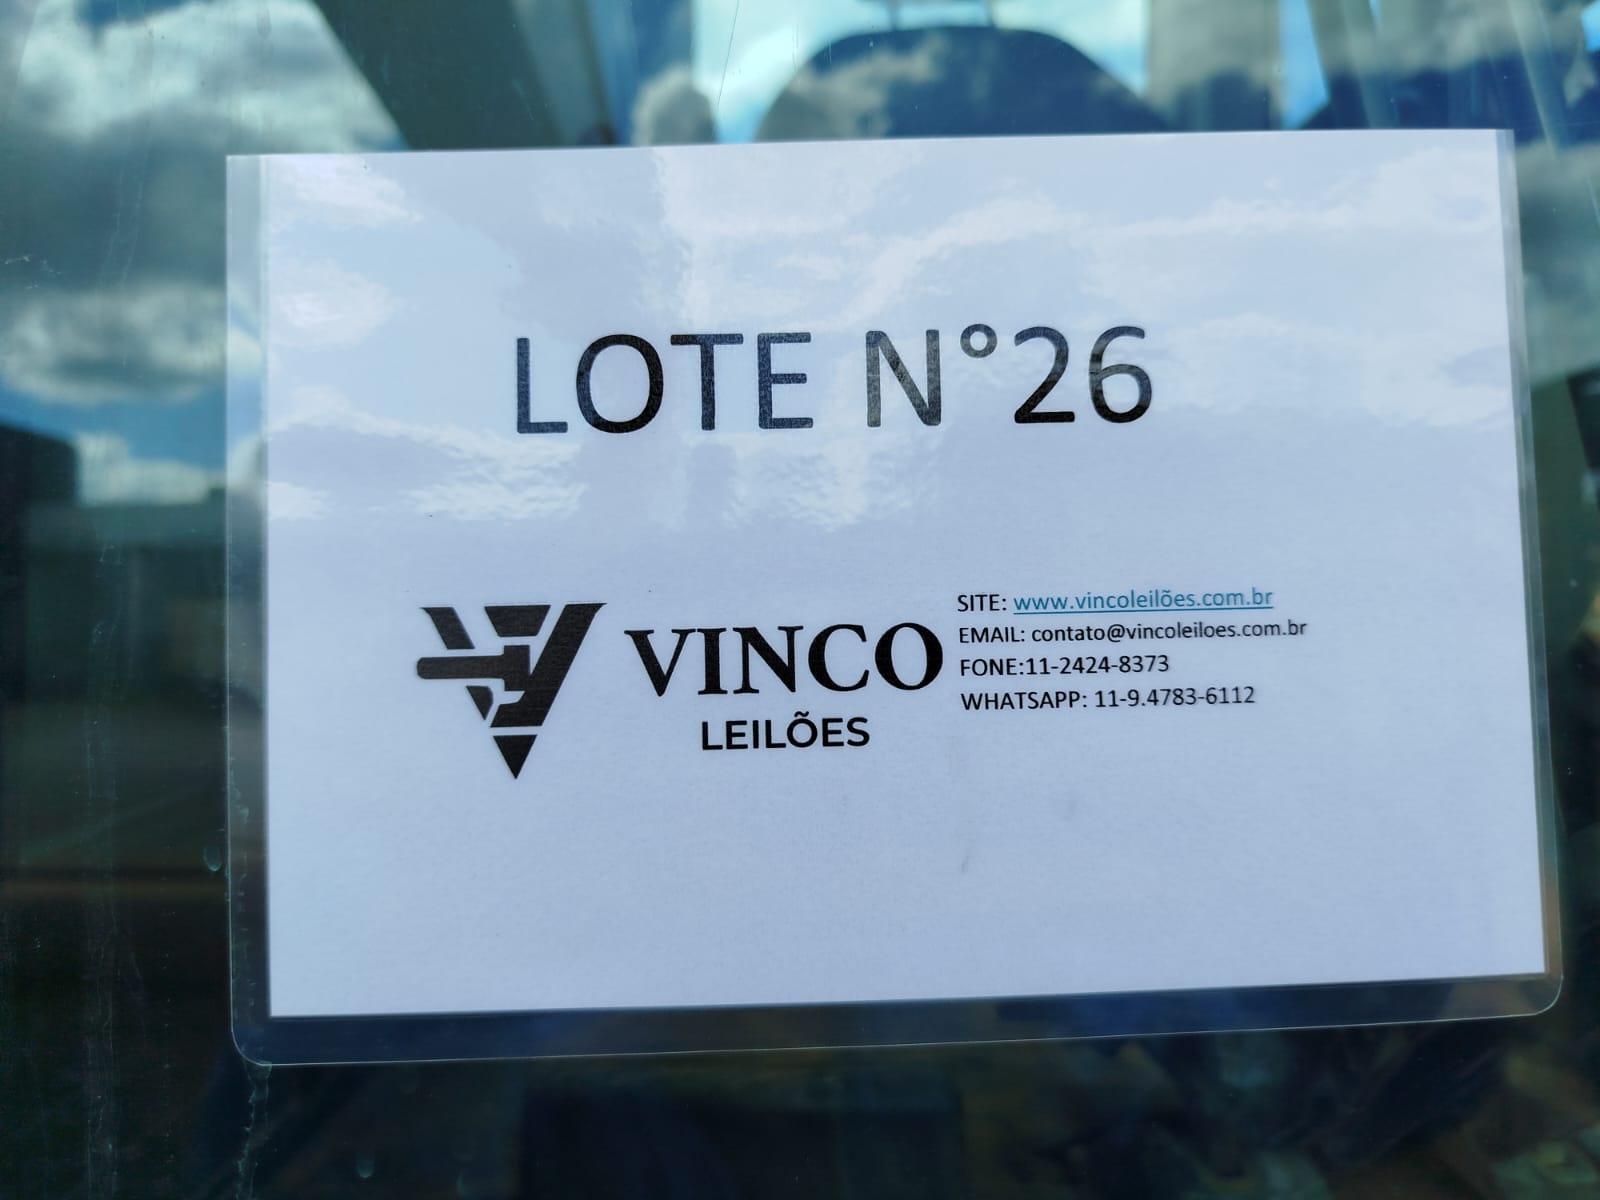 LOTE N°26
VINCO
LEILÕES
SITE: www.vincoleilões.com.br
EMAIL: contato@vincoleiloes.com.br
FONE:11-2424-8373
WHATSAPP: 11-9.4783-6112